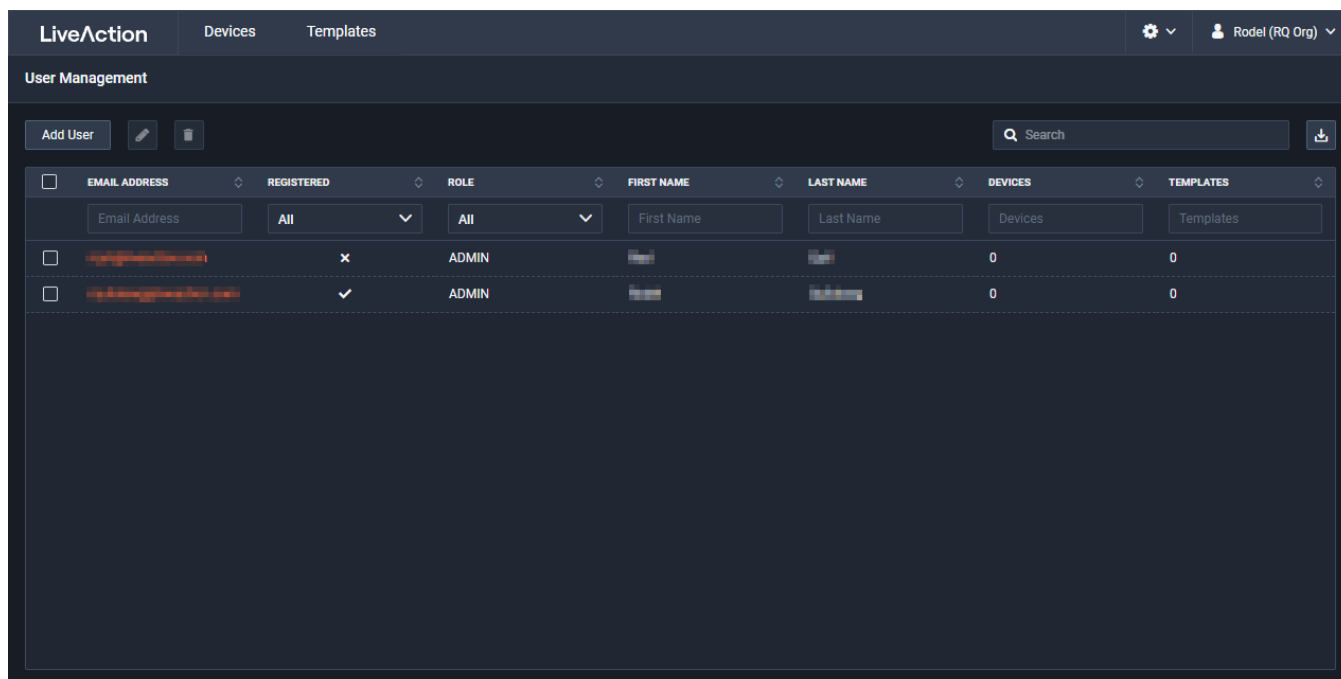 LiveAction Devices Templates Rodel (RQ Org)
User Management
Add User Search
EMAIL ADDRESS REGISTERED ROLE FIRST NAME LAST NAME DEVICES TEMPLATES
Email Address All All First Name Last Name Devices Templates
ADMIN 0 0
ADMIN 0 0